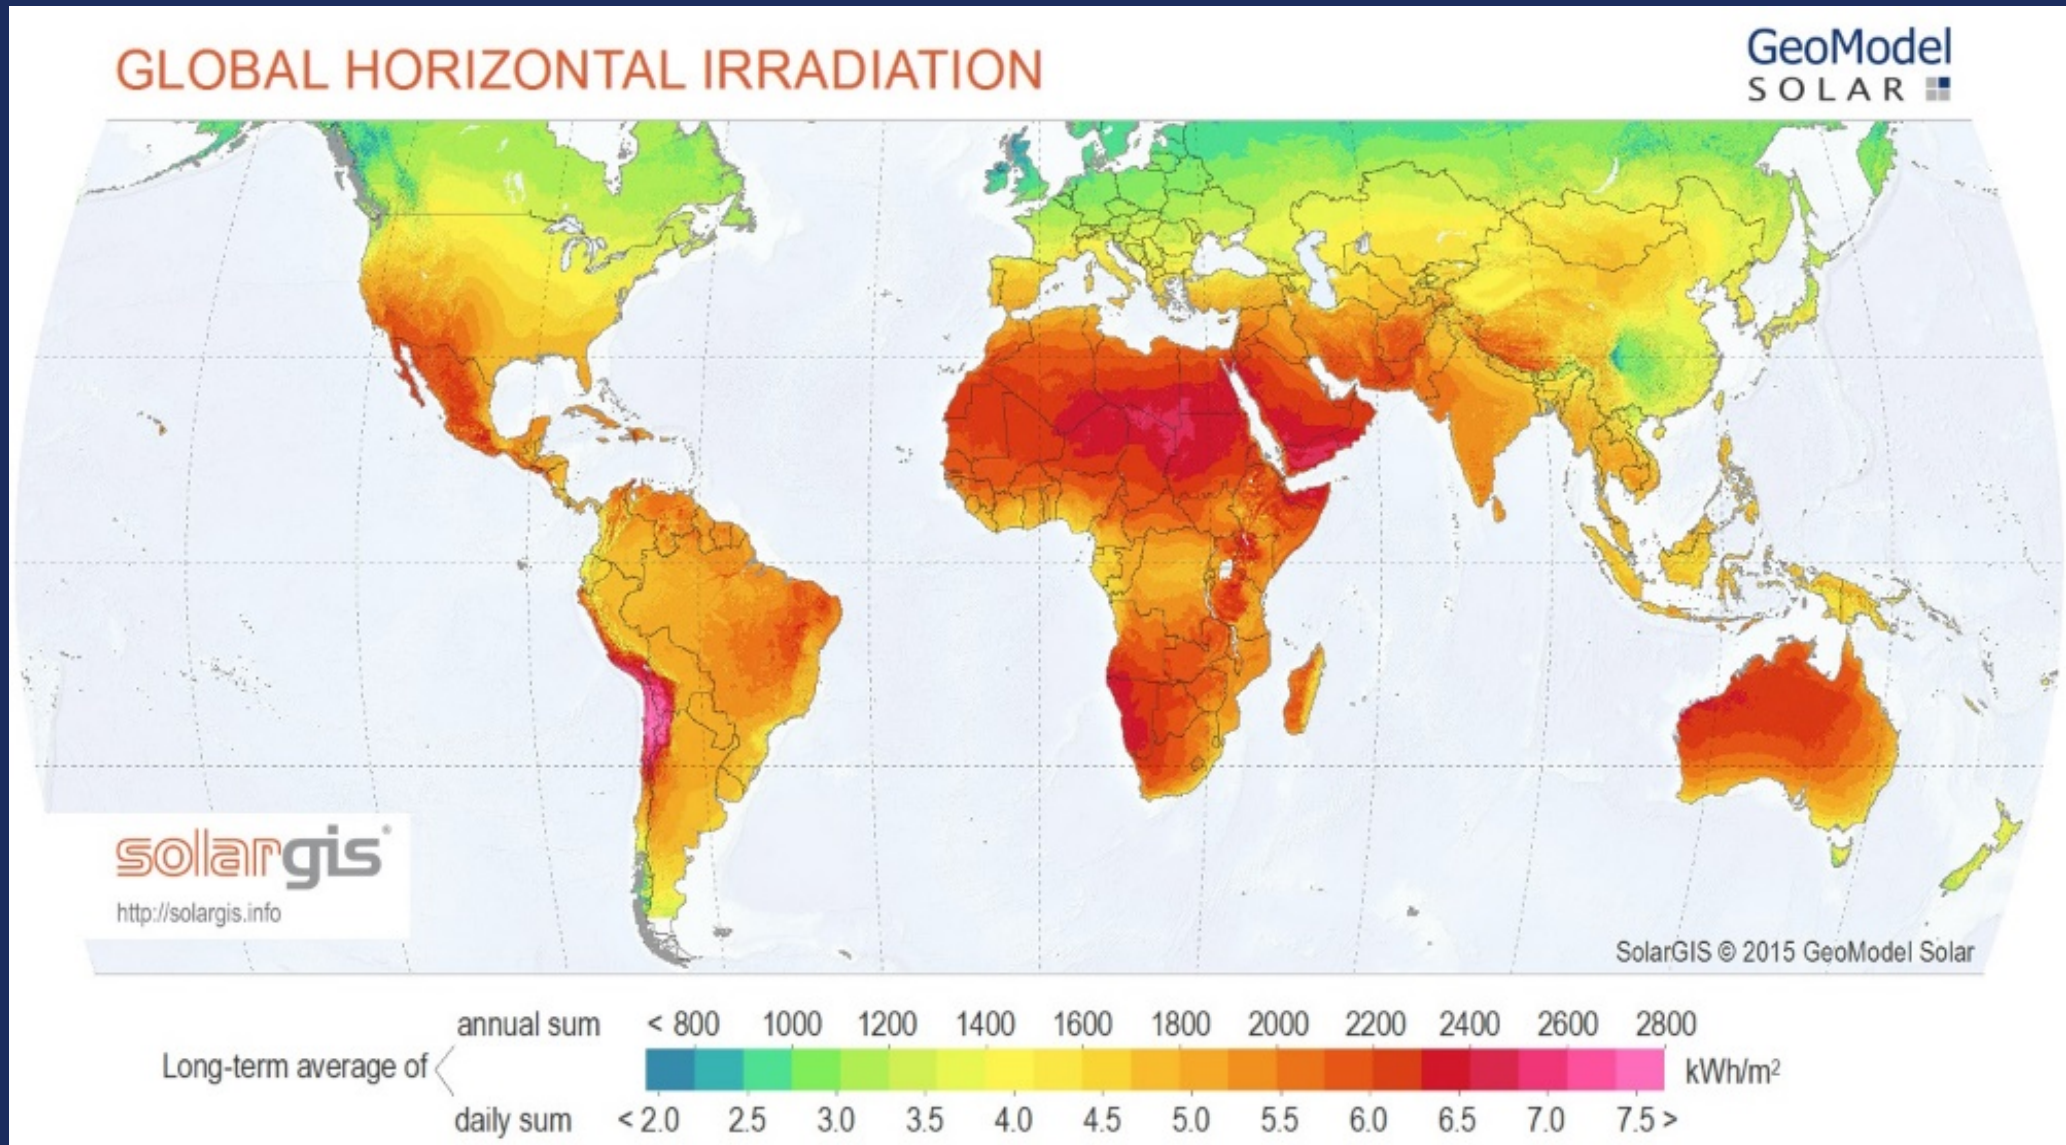 GLOBAL HORIZONTAL IRRADIATION
GeoModel
SOLAR
solargis®
http://solargis.info
SolarGIS © 2015 GeoModel Solar
annual sum < 800 1000 1200 1400 1600 1800 2000 2200 2400 2600 2800
Long-term average of kWh/m²
daily sum < 2.0 2.5 3.0 3.5 4.0 4.5 5.0 5.5 6.0 6.5 7.0 7.5 >